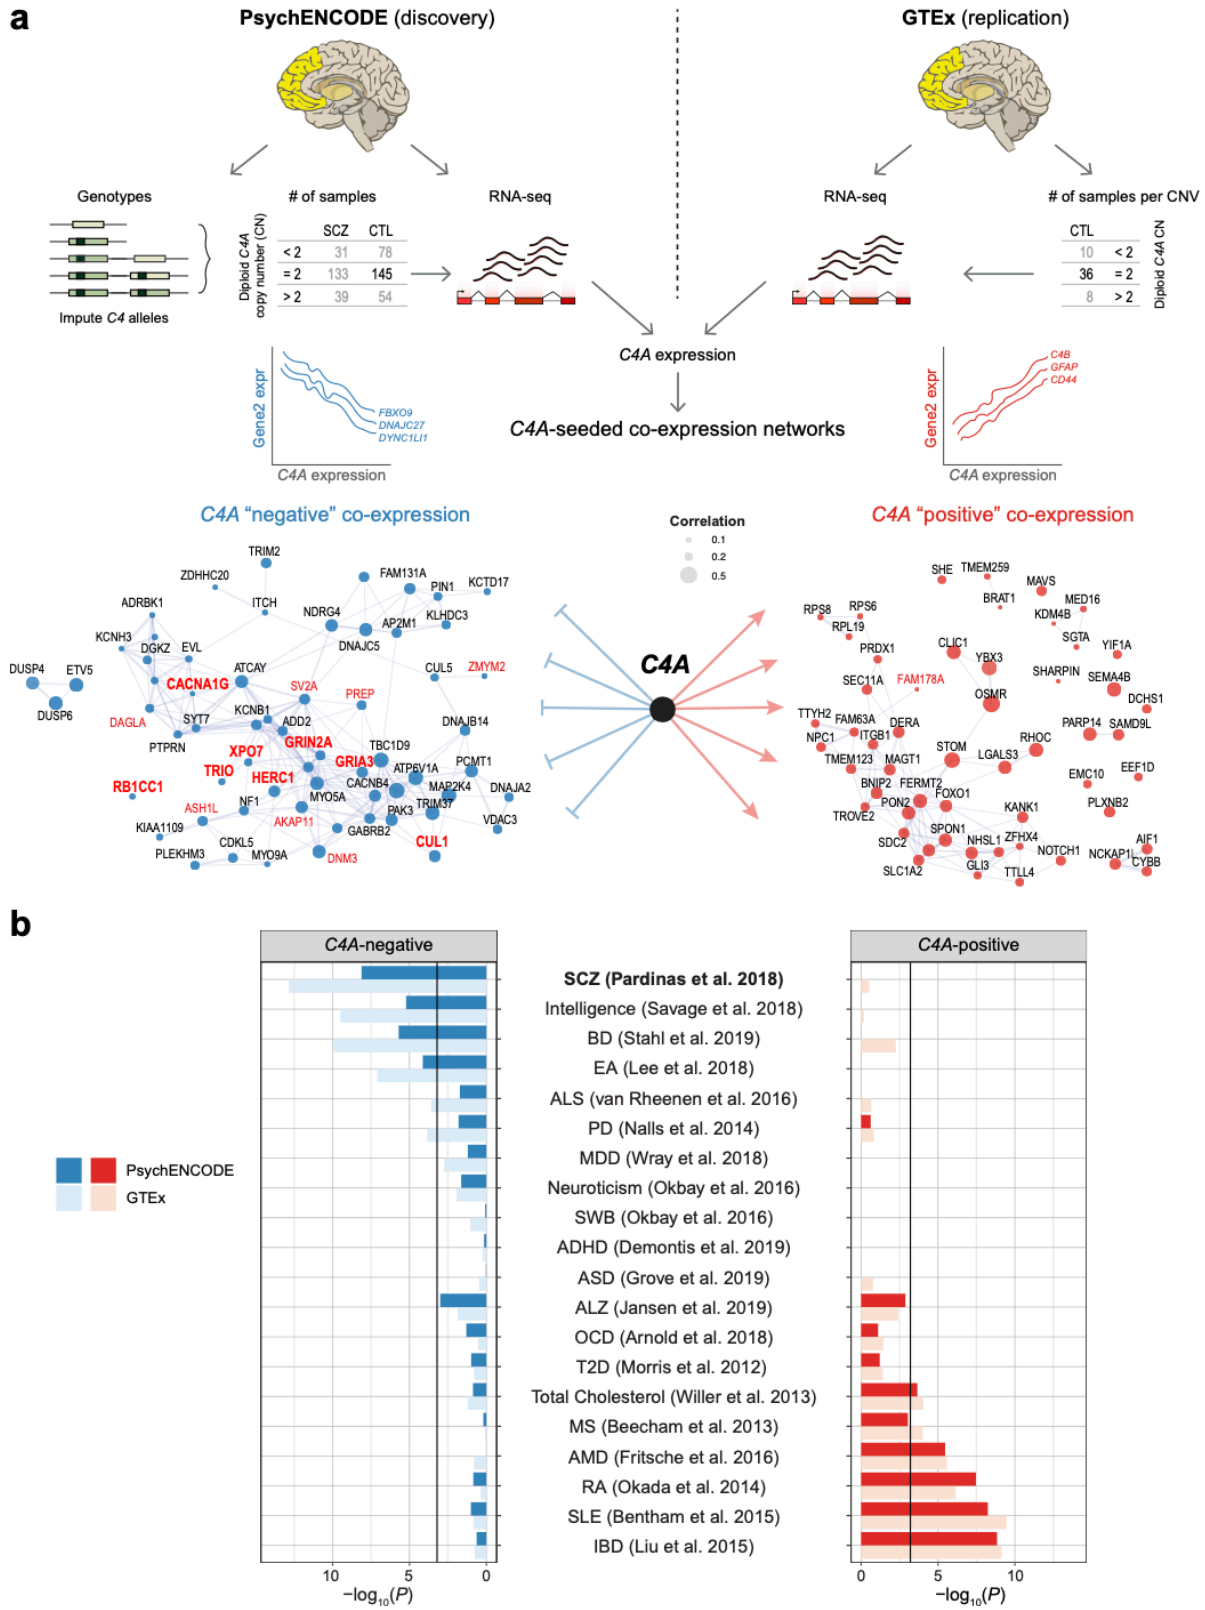 a
PsychENCODE (discovery)
GTEx (replication)
Genotypes
# of samples
RNA-seq
RNA-seq
# of samples per CNV
Diploid C4A
copy number (CN)
SCZ CTL
< 2 31 78
= 2 133 145
> 2 39 54
CTL
10 < 2
36 = 2
8 > 2
Diploid C4A CN
Impute C4 alleles
C4A expression
C4A-seeded co-expression networks
Gene2 expr
FBXO9
DNAJC27
DYNC1LI1
C4A expression
Gene2 expr
C4B
GFAP
CD44
C4A expression
C4A “negative” co-expression
Correlation
0.1
0.2
0.5
C4A “positive” co-expression
TRIM2
ZDHHC20
FAM131A
PIN1
KCTD17
ADRBK1
ITCH
NDRG4
AP2M1
KLHDC3
KCNH3
DGKZ
EVL
DNAJC5
DUSP4
ETV5
CACNA1G
ATCAY
CUL5
ZMYM2
SV2A
PREP
DUSP6
DAGLA
SYT7
KCNB1
ADD2
DNAJB14
PTPRN
XPO7
GRIN2A
TBC1D9
TRIO
HERC1
GRIA3
ATP6V1A
PCMT1
RB1CC1
CACNB4
MAP2K4
DNAJA2
ASH1L
NF1
MYO5A
PAK3
TRIM37
AKAP11
GABRB2
VDAC3
KIAA1109
CDKL5
CUL1
PLEKHM3
MYO9A
DNM3
C4A
SHE
TMEM259
MAVS
BRAT1
MED16
RPS8
RPS6
KDM4B
RPL19
SGTA
CLIC1
YIF1A
PRDX1
YBX3
SHARPIN
SEC11A
FAM178A
SEMA4B
OSMR
DCHS1
TTYH2
FAM63A
DERA
PARP14
SAMD9L
NPC1
ITGB1
RHOC
STOM
LGALS3
TMEM123
MAGT1
EMC10
EEF1D
BNIP2
FERMT2
FOXO1
PON2
KANK1
PLXNB2
TROVE2
SPON1
SDC2
NHSL1
ZFHX4
AIF1
NOTCH1
NCKAP1L
CYBB
SLC1A2
GLI3
TTLL4
b
C4A-negative
C4A-positive
SCZ (Pardinas et al. 2018)
Intelligence (Savage et al. 2018)
BD (Stahl et al. 2019)
EA (Lee et al. 2018)
ALS (van Rheenen et al. 2016)
PD (Nalls et al. 2014)
MDD (Wray et al. 2018)
Neuroticism (Okbay et al. 2016)
SWB (Okbay et al. 2016)
ADHD (Demontis et al. 2019)
ASD (Grove et al. 2019)
ALZ (Jansen et al. 2019)
OCD (Arnold et al. 2018)
T2D (Morris et al. 2012)
Total Cholesterol (Willer et al. 2013)
MS (Beecham et al. 2013)
AMD (Fritsche et al. 2016)
RA (Okada et al. 2014)
SLE (Bentham et al. 2015)
IBD (Liu et al. 2015)
PsychENCODE
GTEx
10 5 0
−log10(P)
0 5 10
−log10(P)